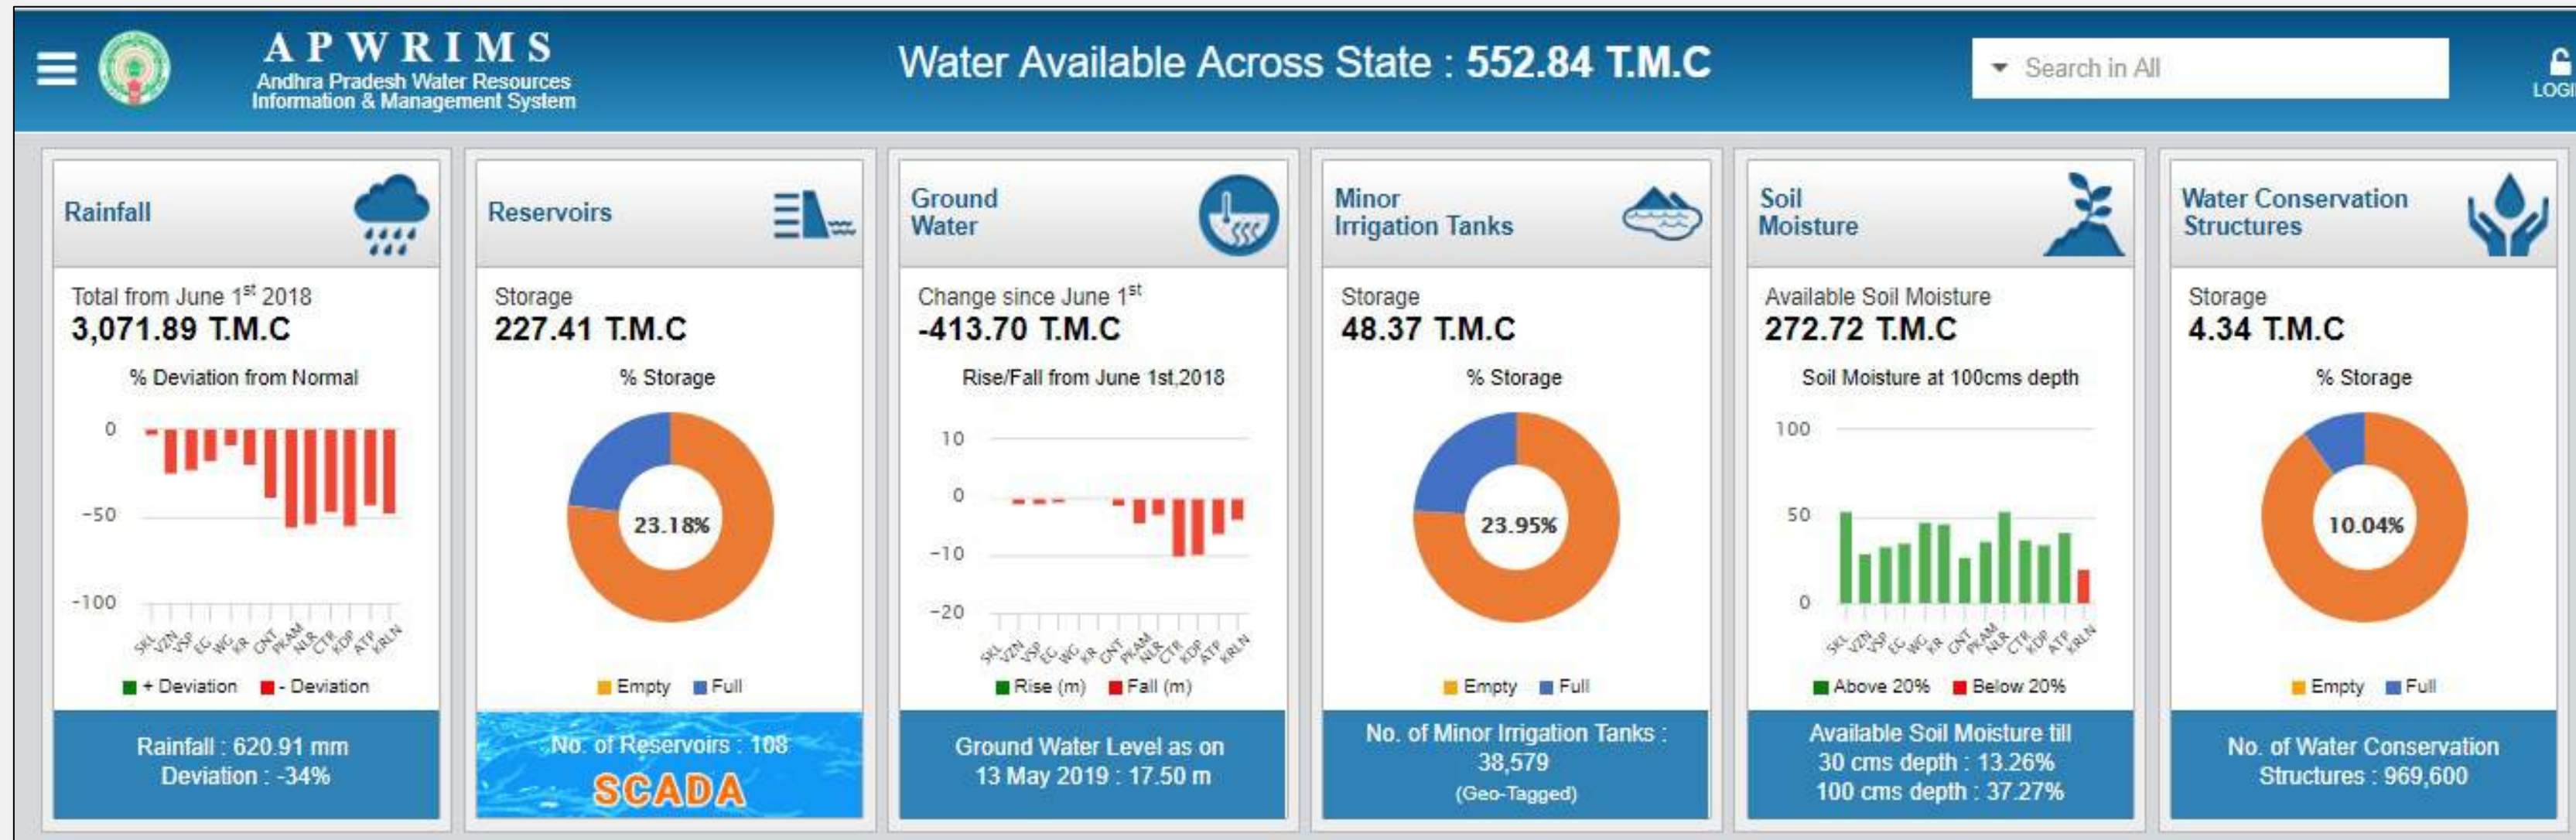 A P W R I M S
Andhra Pradesh Water Resources
Information & Management System
Water Available Across State : 552.84 T.M.C
Search in All
LOGI
Rainfall
Total from June 1st 2018
3,071.89 T.M.C
% Deviation from Normal
0
-50
-100
SKL VZN VSP EG WG KR GNT PKAM NLR CTR KDP ATP KRLN
+ Deviation - Deviation
Rainfall : 620.91 mm
Deviation : -34%
Reservoirs
Storage
227.41 T.M.C
% Storage
23.18%
Empty Full
No. of Reservoirs : 108
SCADA
Ground
Water
Change since June 1st
-413.70 T.M.C
Rise/Fall from June 1st,2018
10
0
-10
-20
SKL VZN VSP EG WG KR GNT PKAM NLR CTR KDP ATP KRLN
Rise (m) Fall (m)
Ground Water Level as on
13 May 2019 : 17.50 m
Minor
Irrigation Tanks
Storage
48.37 T.M.C
% Storage
23.95%
Empty Full
No. of Minor Irrigation Tanks :
38,579
(Geo-Tagged)
Soil
Moisture
Available Soil Moisture
272.72 T.M.C
Soil Moisture at 100cms depth
100
50
0
SKL VZN VSP EG WG KR GNT PKAM NLR CTR KDP ATP KRLN
Above 20% Below 20%
Available Soil Moisture till
30 cms depth : 13.26%
100 cms depth : 37.27%
Water Conservation
Structures
Storage
4.34 T.M.C
% Storage
10.04%
Empty Full
No. of Water Conservation
Structures : 969,600